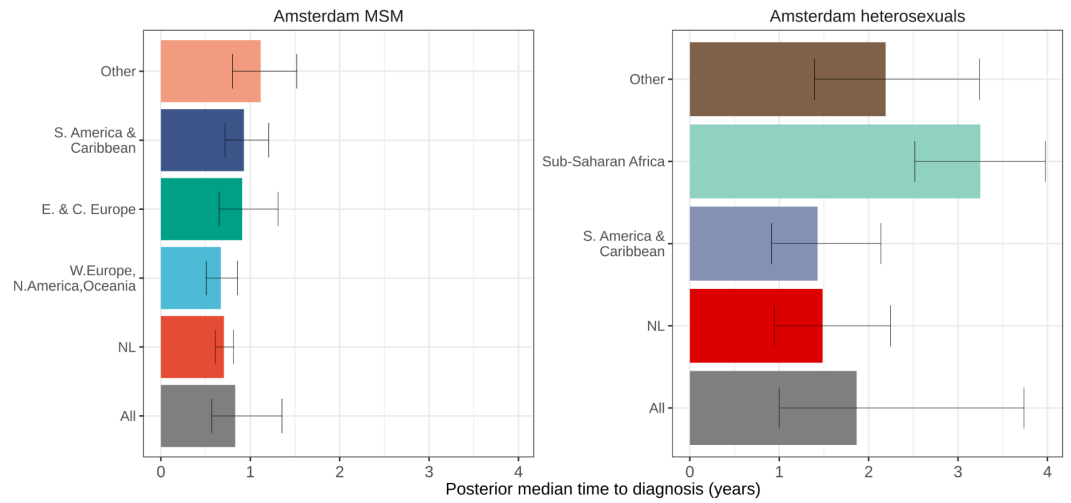 Amsterdam MSM
Other
S. America &
Caribbean
E. & C. Europe
W.Europe,
N.America,Oceania
NL
All
0 1 2 3 4
Amsterdam heterosexuals
Other
Sub-Saharan Africa
S. America &
Caribbean
NL
All
0 1 2 3 4
Posterior median time to diagnosis (years)